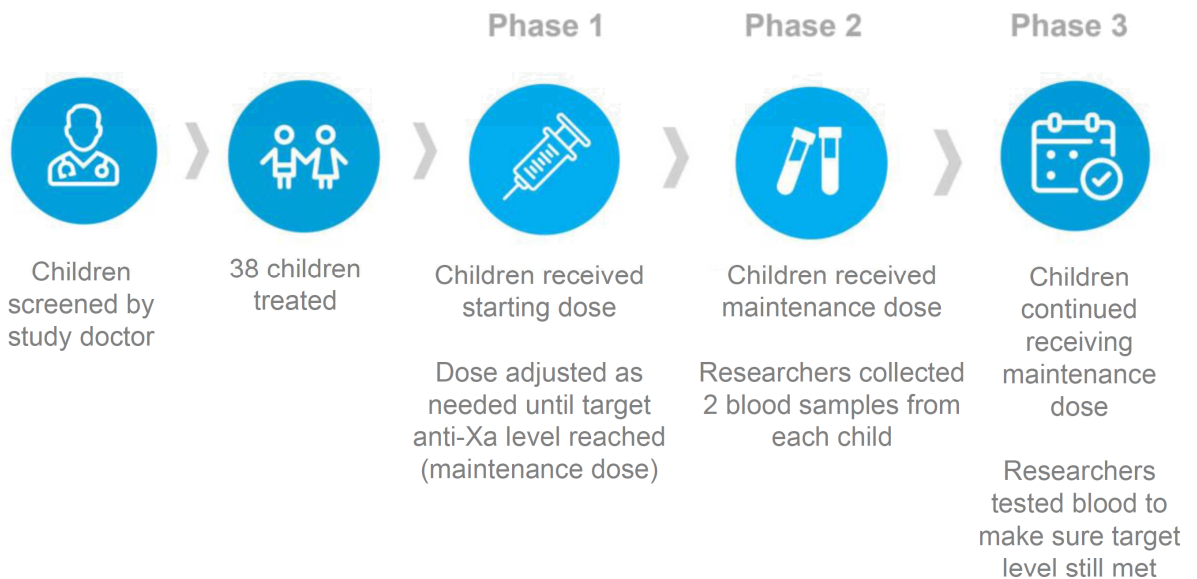 Phase 1
Phase 2
Phase 3
Children
screened by
study doctor
38 children
treated
Children received
starting dose
Dose adjusted as
needed until target
anti-Xa level reached
(maintenance dose)
Children received
maintenance dose
Researchers collected
2 blood samples from
each child
Children
continued
receiving
maintenance
dose
Researchers
tested blood to
make sure target
level still met